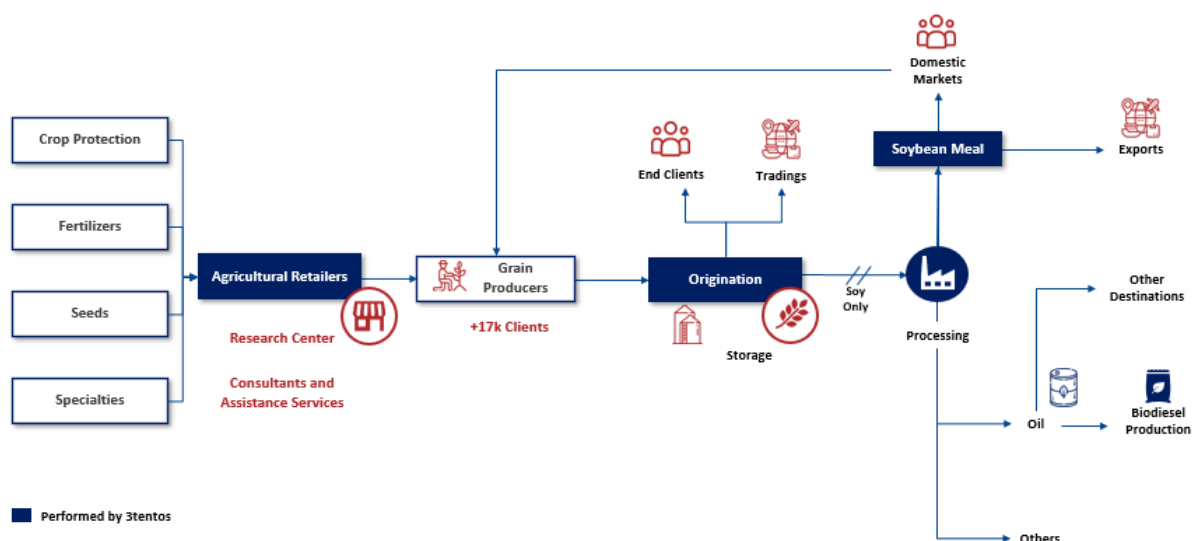 Domestic
Markets
Crop Protection
Soybean Meal
Exports
End Clients
Tradings
Fertilizers
Agricultural Retailers
Grain
Producers
Origination
Soy
Only
Other
Destinations
Seeds
Research Center
+17k Clients
Storage
Processing
Consultants and
Assistance Services
Specialties
Oil
Biodiesel
Production
Performed by 3tentos
Others